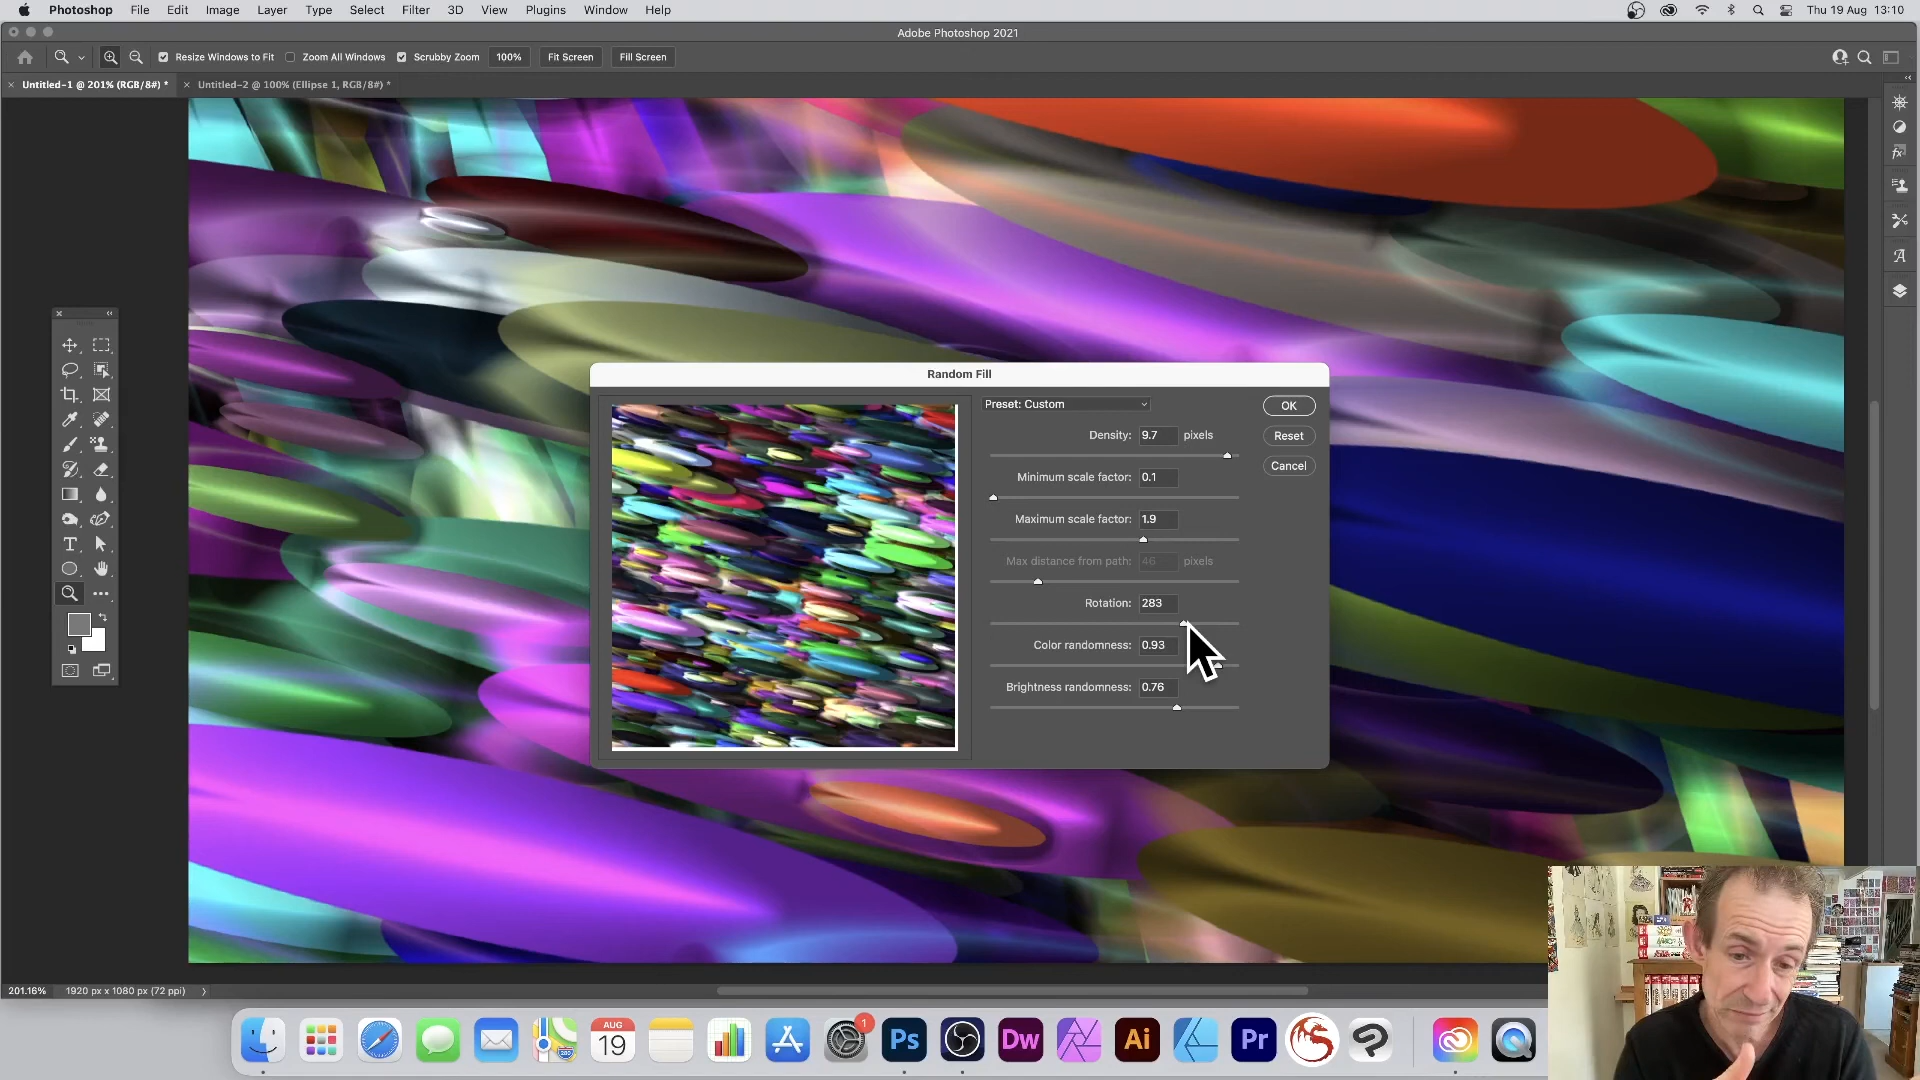 Photoshop File Edit Image Layer Type Select Filter 3D View Plugins Window Help Thu 19 Aug 13:10
Adobe Photoshop 2021
Resize Windows to Fit Zoom All Windows Scrubby Zoom 100% Fit Screen Fill Screen
Untitled-1 @ 201% (RGB/8#) * Untitled-2 @ 100% (Ellipse 1, RGB/8#) *
Random Fill
Preset: Custom OK
Density: 9.7 pixels Reset
Cancel
Minimum scale factor: 0.1
Maximum scale factor: 1.9
Max distance from path: 46 pixels
Rotation: 283
Color randomness: 0.93
Brightness randomness: 0.76
201.16% 1920 px x 1080 px (72 ppi)
AUG
19
280
1
Ps
Dw
Ai
Pr